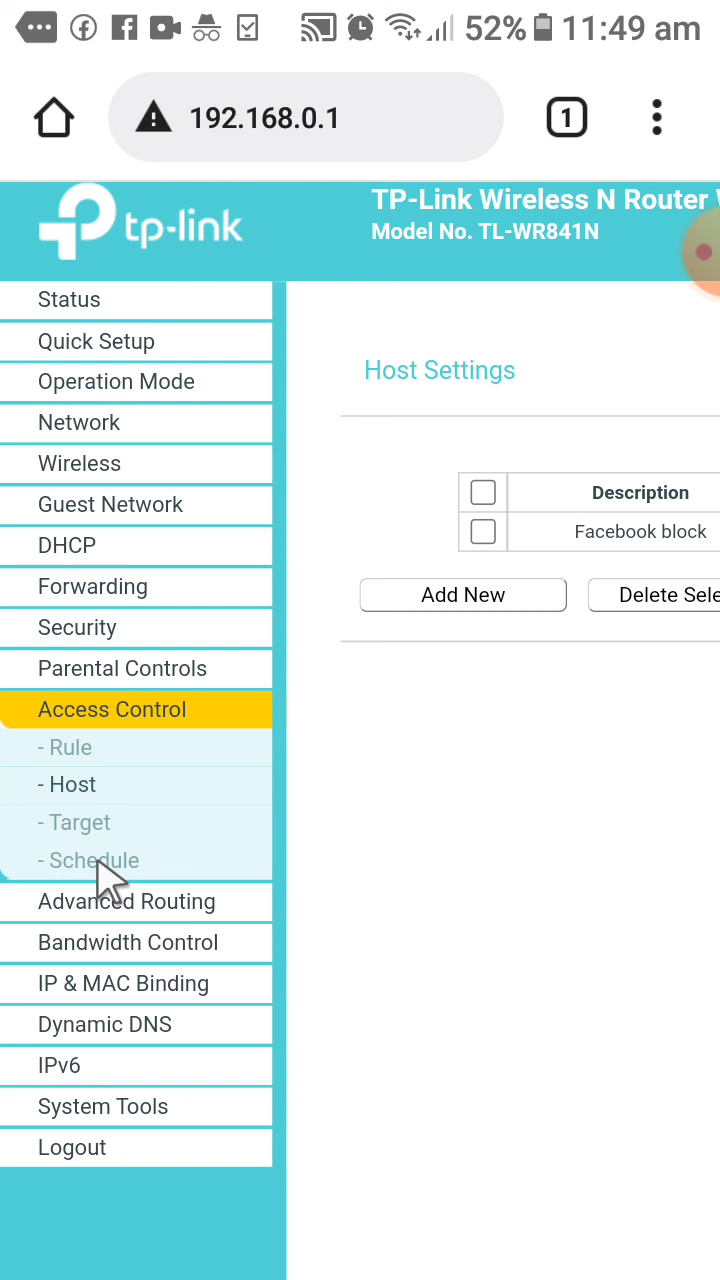 52% 11:49 am
192.168.0.1
1
tp-link
TP-Link Wireless N Router
Model No. TL-WR841N
Status
Quick Setup
Operation Mode
Network
Wireless
Guest Network
DHCP
Forwarding
Security
Parental Controls
Access Control
- Rule
- Host
- Target
- Schedule
Advanced Routing
Bandwidth Control
IP & MAC Binding
Dynamic DNS
IPv6
System Tools
Logout
Host Settings
Description
Facebook block
Add New
Delete Sele